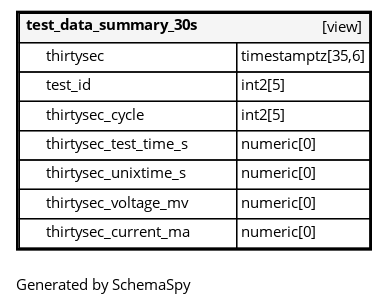 test_data_summary_30s [view]
thirtysec timestamptz[35,6]
test_id int2[5]
thirtysec_cycle int2[5]
thirtysec_test_time_s numeric[0]
thirtysec_unixtime_s numeric[0]
thirtysec_voltage_mv numeric[0]
thirtysec_current_ma numeric[0]
Generated by SchemaSpy